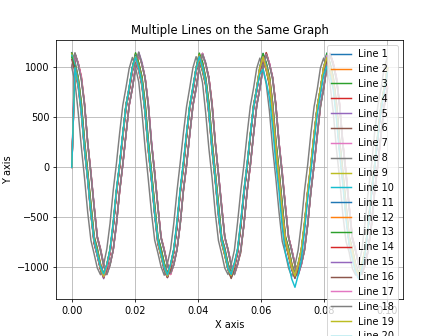 Multiple Lines on the Same Graph
Y axis
1000
500
0
−500
−1000
0.00
0.02
0.04
0.06
X axis
Line 1
Line 2
Line 3
Line 4
Line 5
Line 6
Line 7
Line 8
Line 9
Line 10
Line 11
Line 12
Line 13
Line 14
Line 15
Line 16
Line 17
Line 18
Line 19
Line 20